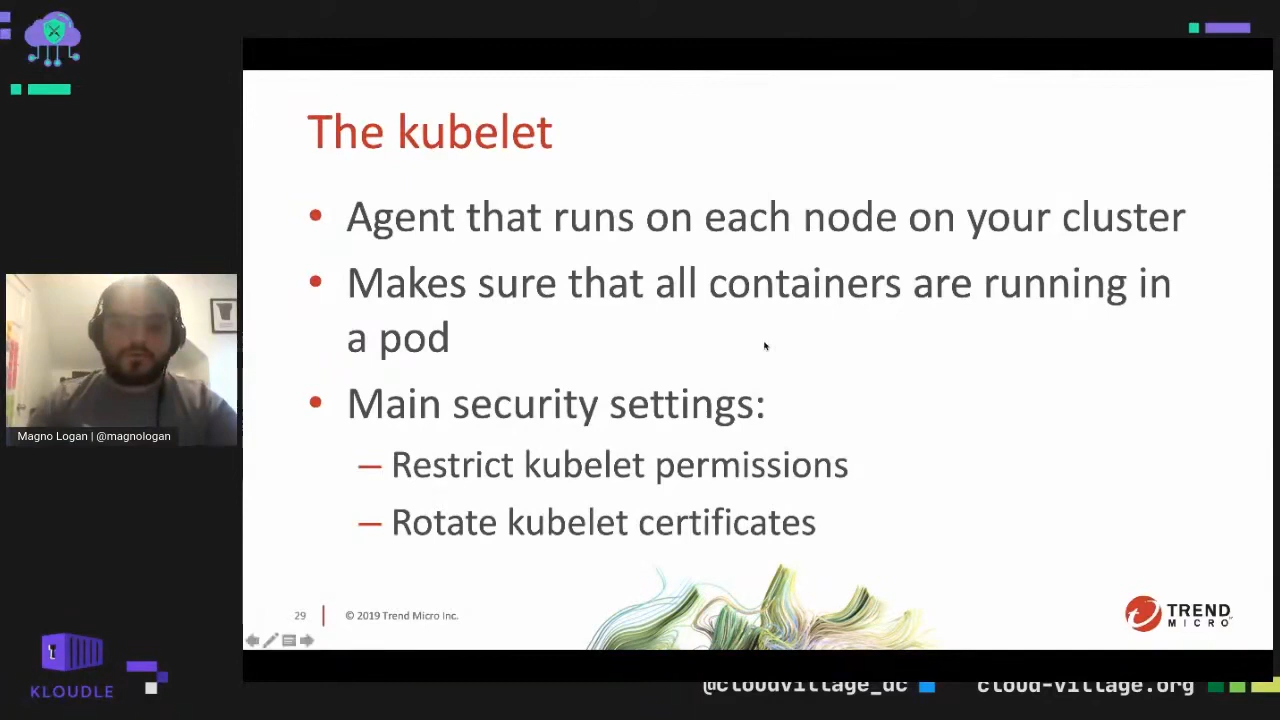 The kubelet
• Agent that runs on each node on your cluster
• Makes sure that all containers are running in
a pod
• Main security settings:
– Restrict kubelet permissions
– Rotate kubelet certificates
Magno Logan | @magnologan
29
© 2019 Trend Micro Inc.
TREND
MICRO
KLOUDLE
@cloudvillage_dc
cloud-village.org